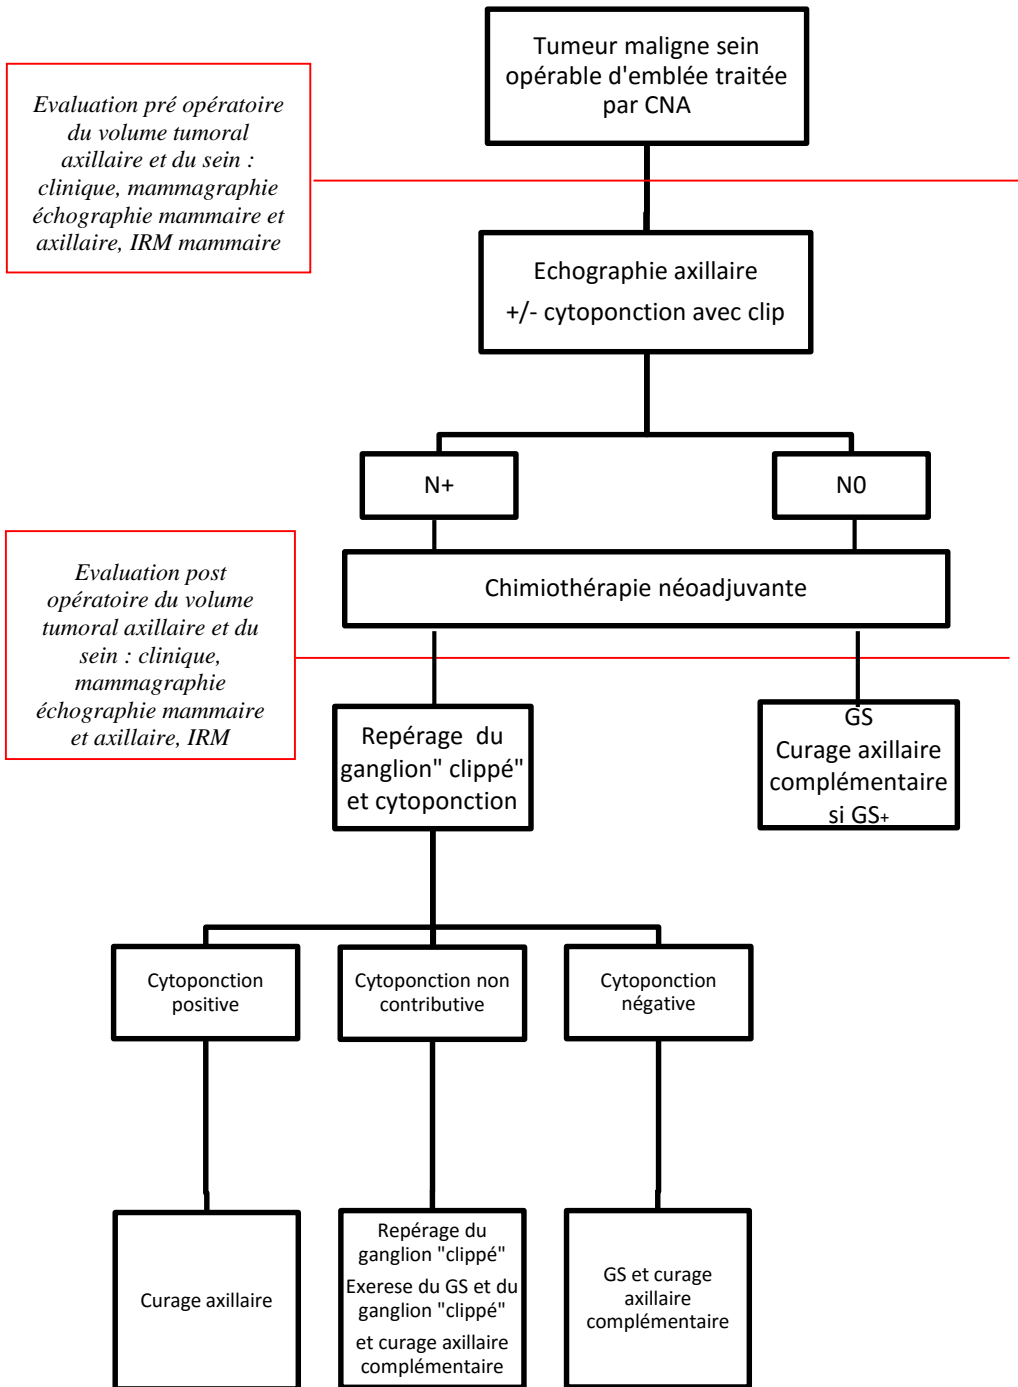 Tumeur maligne sein
opérable d'emblée traitée
par CNA
Evaluation pré opératoire
du volume tumoral
axillaire et du sein :
clinique, mammagraphie
échographie mammaire et
axillaire, IRM mammaire
Echographie axillaire
+/- cytoponction avec clip
N+
N0
Chimiothérapie néoadjuvante
Evaluation post
opératoire du volume
tumoral axillaire et du
sein : clinique,
mammagraphie
échographie mammaire
et axillaire, IRM
Repérage du
ganglion" clippé"
et cytoponction
GS
Curage axillaire
complémentaire
si GS+
Cytoponction
positive
Cytoponction non
contributive
Cytoponction
négative
Curage axillaire
Repérage du
ganglion "clippé"
Exerese du GS et du
ganglion "clippé"
et curage axillaire
complémentaire
GS et curage
axillaire
complémentaire